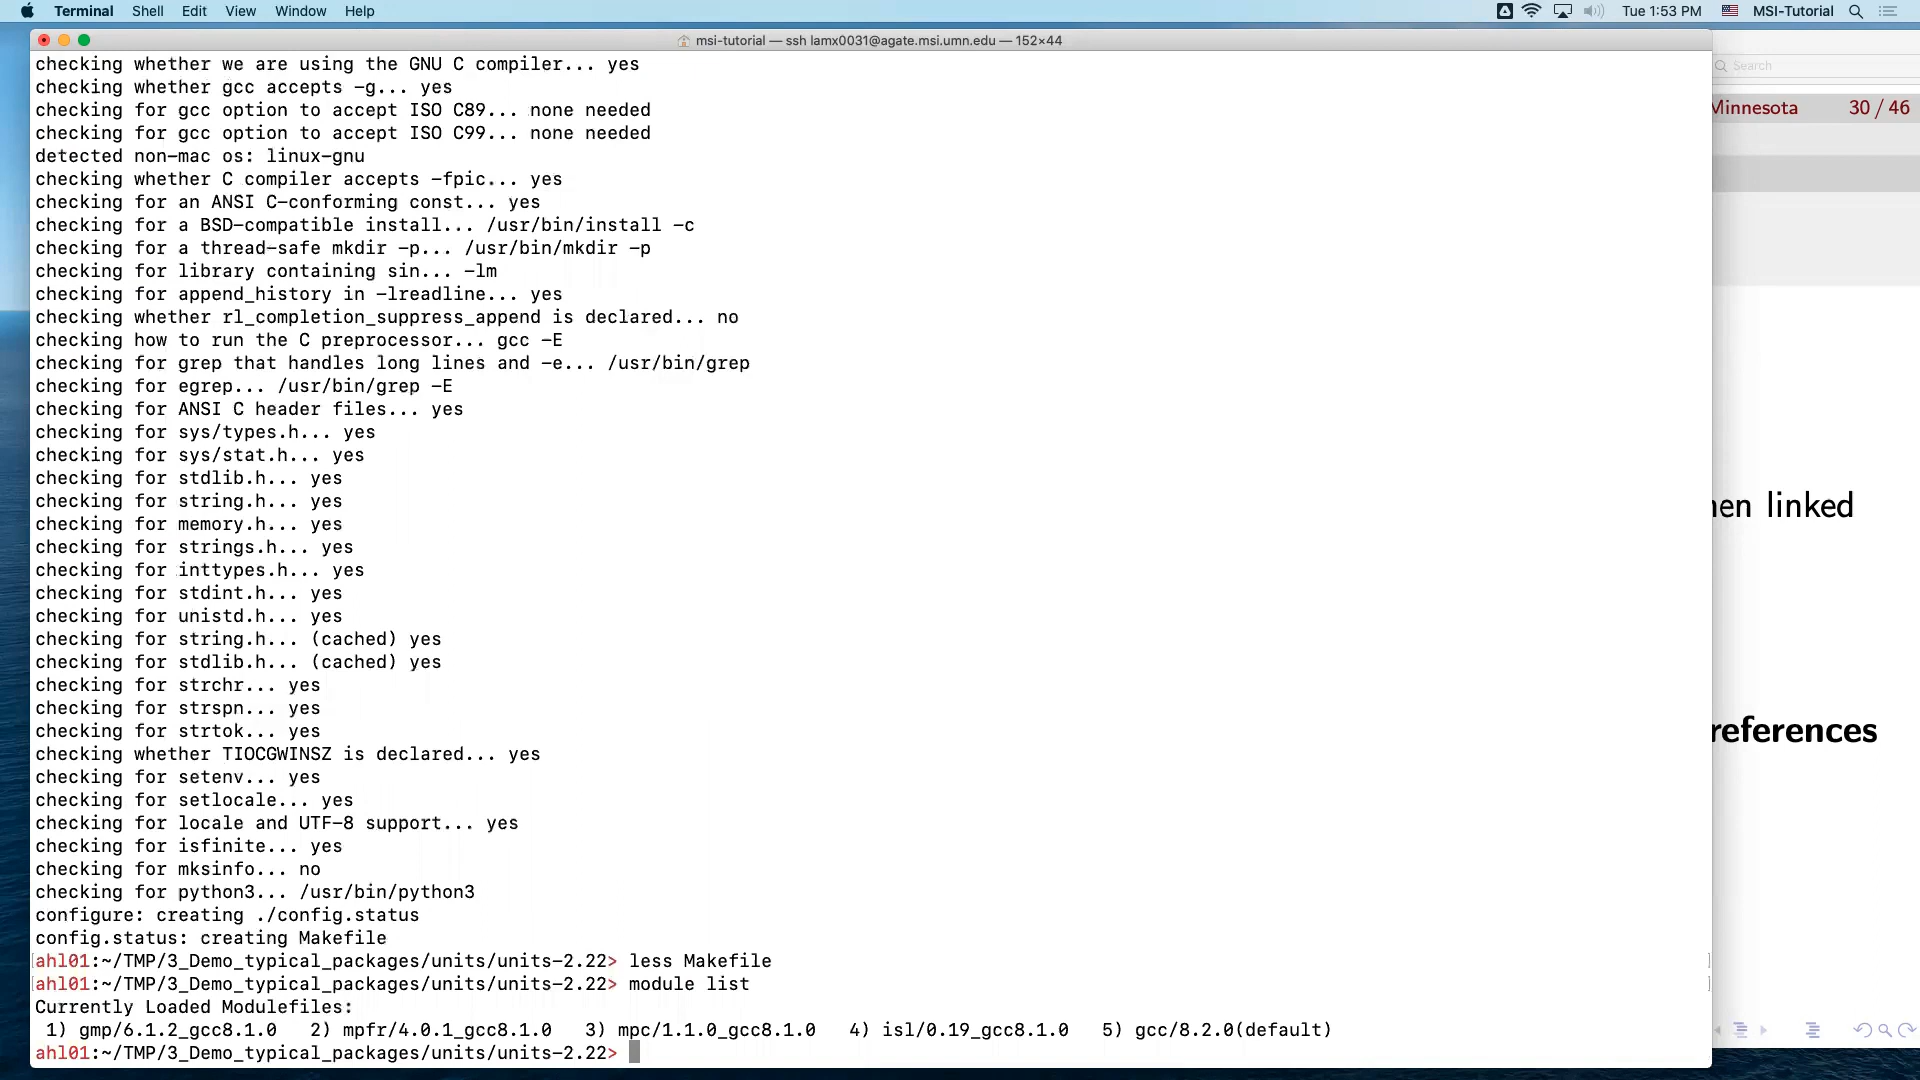 Terminal Shell Edit View Window Help Tue 1:53 PM MSI-Tutorial
msi-tutorial — ssh lamx0031@agate.msi.umn.edu — 152×44
checking whether we are using the GNU C compiler... yes
checking whether gcc accepts -g... yes
checking for gcc option to accept ISO C89... none needed
checking for gcc option to accept ISO C99... none needed
detected non-mac os: linux-gnu
checking whether C compiler accepts -fpic... yes
checking for an ANSI C-conforming const... yes
checking for a BSD-compatible install... /usr/bin/install -c
checking for a thread-safe mkdir -p... /usr/bin/mkdir -p
checking for library containing sin... -lm
checking for append_history in -lreadline... yes
checking whether rl_completion_suppress_append is declared... no
checking how to run the C preprocessor... gcc -E
checking for grep that handles long lines and -e... /usr/bin/grep
checking for egrep... /usr/bin/grep -E
checking for ANSI C header files... yes
checking for sys/types.h... yes
checking for sys/stat.h... yes
checking for stdlib.h... yes
checking for string.h... yes
checking for memory.h... yes
checking for strings.h... yes
checking for inttypes.h... yes
checking for stdint.h... yes
checking for unistd.h... yes
checking for string.h... (cached) yes
checking for stdlib.h... (cached) yes
checking for strchr... yes
checking for strspn... yes
checking for strtok... yes
checking whether TIOCGWINSZ is declared... yes
checking for setenv... yes
checking for setlocale... yes
checking for locale and UTF-8 support... yes
checking for isfinite... yes
checking for mksinfo... no
checking for python3... /usr/bin/python3
configure: creating ./config.status
config.status: creating Makefile
[ahl01:~/TMP/3_Demo_typical_packages/units/units-2.22> less Makefile ]
[ahl01:~/TMP/3_Demo_typical_packages/units/units-2.22> module list ]
Currently Loaded Modulefiles:
1) gmp/6.1.2_gcc8.1.0 2) mpfr/4.0.1_gcc8.1.0 3) mpc/1.1.0_gcc8.1.0 4) isl/0.19_gcc8.1.0 5) gcc/8.2.0(default)
ahl01:~/TMP/3_Demo_typical_packages/units/units-2.22>
Search
Minnesota 30 / 46
linked
references